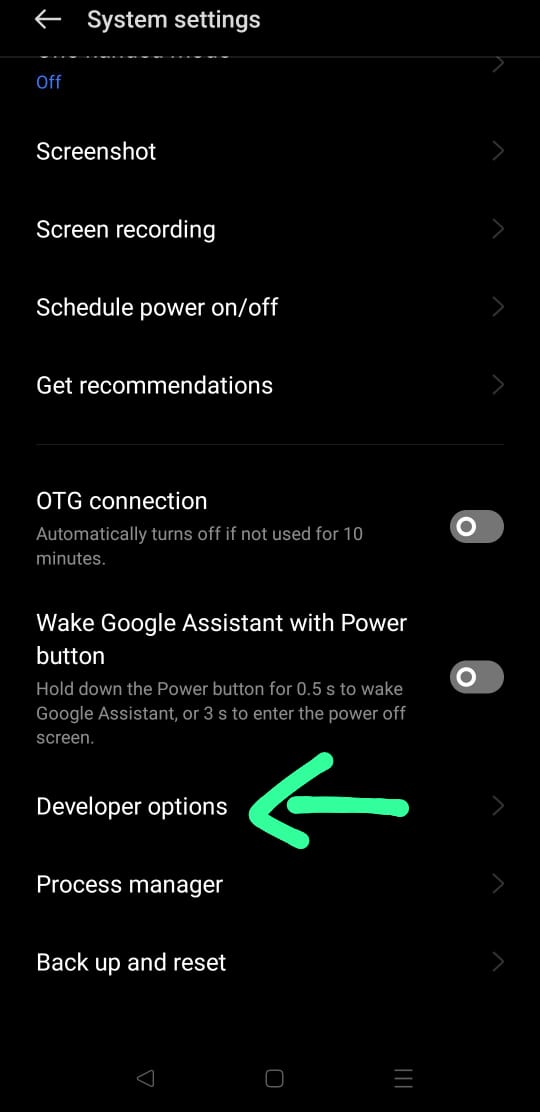 System settings
One-handed mode
Off
Screenshot
Screen recording
Schedule power on/off
Get recommendations
OTG connection
Automatically turns off if not used for 10
minutes.
Wake Google Assistant with Power
button
Hold down the Power button for 0.5 s to wake
Google Assistant, or 3 s to enter the power off
screen.
Developer options
Process manager
Back up and reset